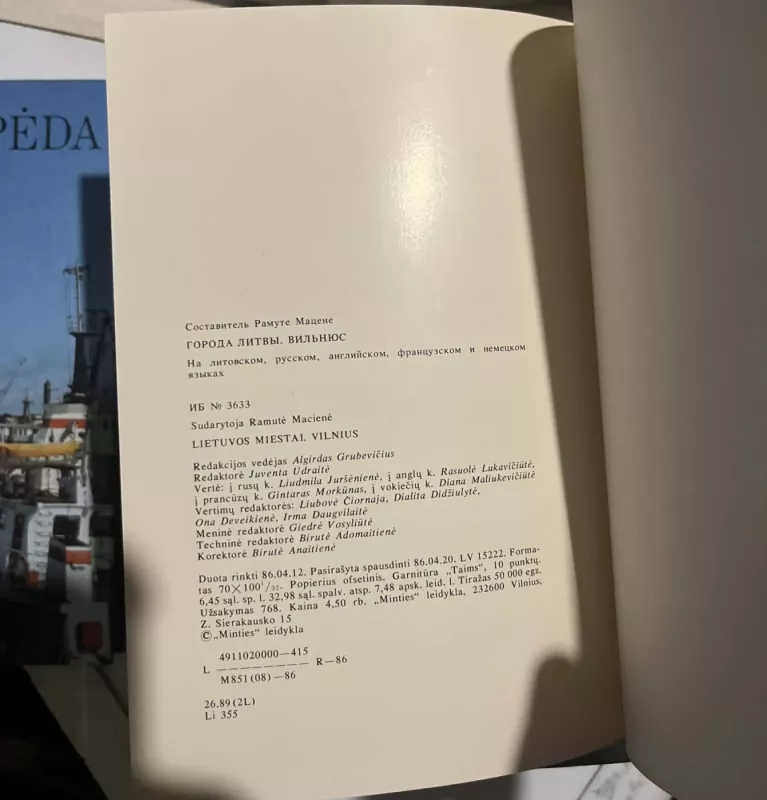 PĖDA
Составитель Рамуте Мацене
ГОРОДА ЛИТВЫ. ВИЛЬНЮС
На литовском, русском, английском, французском и немецком
языках
ИБ № 3633
Sudarytoja Ramutė Macienė
LIETUVOS MIESTAI. VILNIUS
Redakcijos vedėjas Algirdas Grubevičius
Redaktorė Juventa Udraitė
Vertė: į rusų k. Liudmila Juršėnienė, į anglų k. Rasuolė Lukavičiūtė,
į prancūzų k. Gintaras Morkūnas, į vokiečių k. Diana Maliukevičiūtė
Vertimų redaktorės: Liubovė Čiornaja, Dialita Didžiulytė,
Ona Deveikienė, Irma Daugvilaitė
Meninė redaktorė Giedrė Vosyliūtė
Techninė redaktorė Birutė Adomaitienė
Korektorė Birutė Anaitienė
Duota rinkti 86.04.12. Pasirašyta spausdinti 86.04.20. LV 15222. Forma-
tas 70×100¹/₃₂. Popierius ofsetinis. Garnitūra „Taims“, 10 punktų.
6,45 sąl. sp. l. 32,98 sąl. spalv. atsp. 7,48 apsk. leid. l. Tiražas 50 000 egz.
Užsakymas 768. Kaina 4,50 rb. „Minties“ leidykla, 232600 Vilnius,
Z. Sierakausko 15
© „Minties“ leidykla
4911020000—415
L ———————— R—86
M851(08)—86
26.89(2L)
Li 355